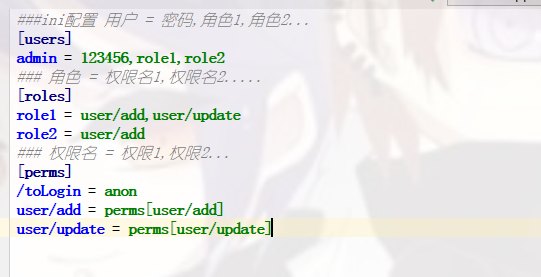 ###ini配置 用户 = 密码,角色1,角色2...
[users]
admin = 123456,role1,role2
### 角色 = 权限名1,权限名2.....
[roles]
role1 = user/add,user/update
role2 = user/add
### 权限名 = 权限1,权限2...
[perms]
/toLogin = anon
user/add = perms[user/add]
user/update = perms[user/update]